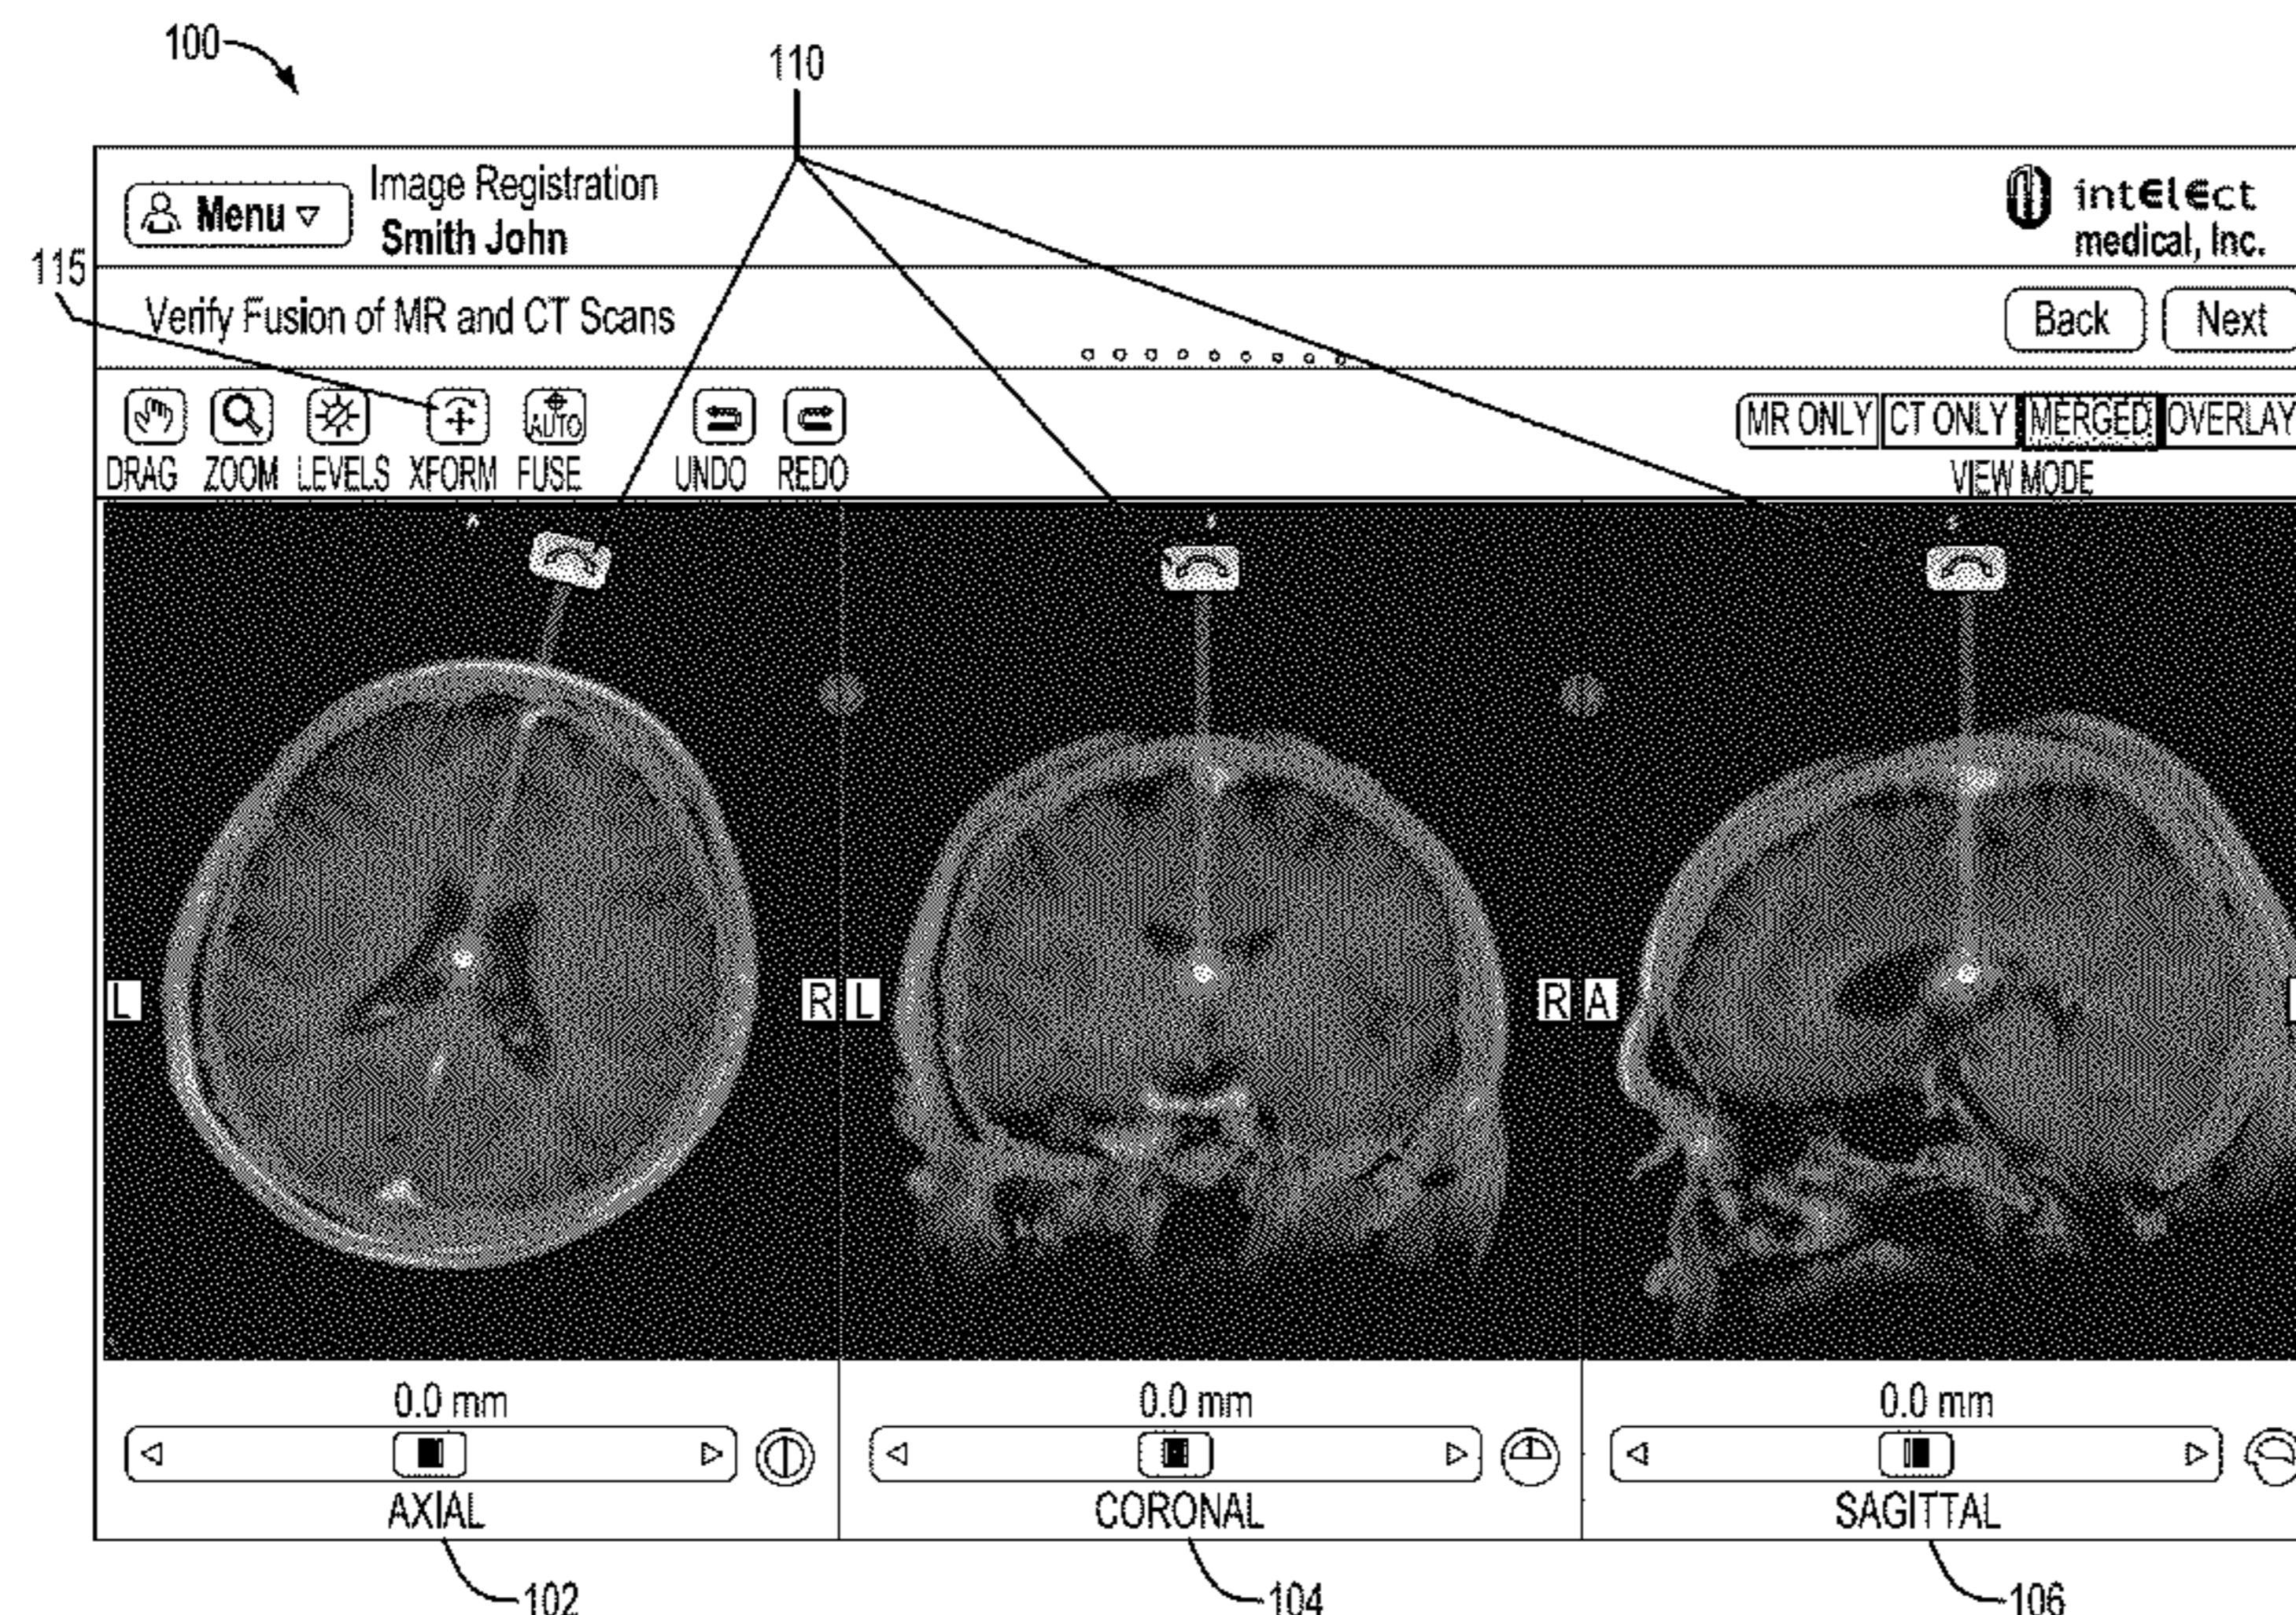 100
110
Menu
Image Registration
Smith John
intelect
medical, Inc.
115
Verify Fusion of MR and CT Scans
Back
Next
AUTO
MR ONLY
CT ONLY
MERGED
OVERLAY
DRAG
ZOOM
LEVELS
XFORM
FUSE
UNDO
REDO
VIEW MODE
L
R
L
R
A
0.0 mm
0.0 mm
0.0 mm
AXIAL
CORONAL
SAGITTAL
102
104
106